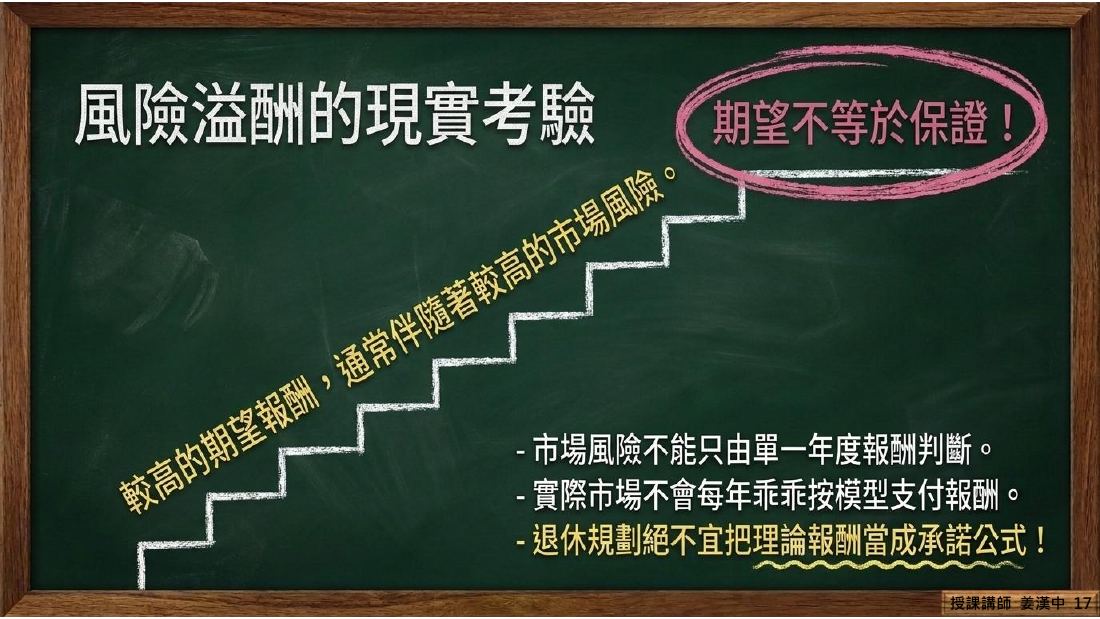 風險溢酬的現實考驗
期望不等於保證！
較高的期望報酬，通常伴隨著較高的市場風險。
- 市場風險不能只由單一年度報酬判斷。
- 實際市場不會每年乖乖按模型支付報酬。
- 退休規劃絕不宜把理論報酬當成承諾公式！
授課講師 姜漢中 17